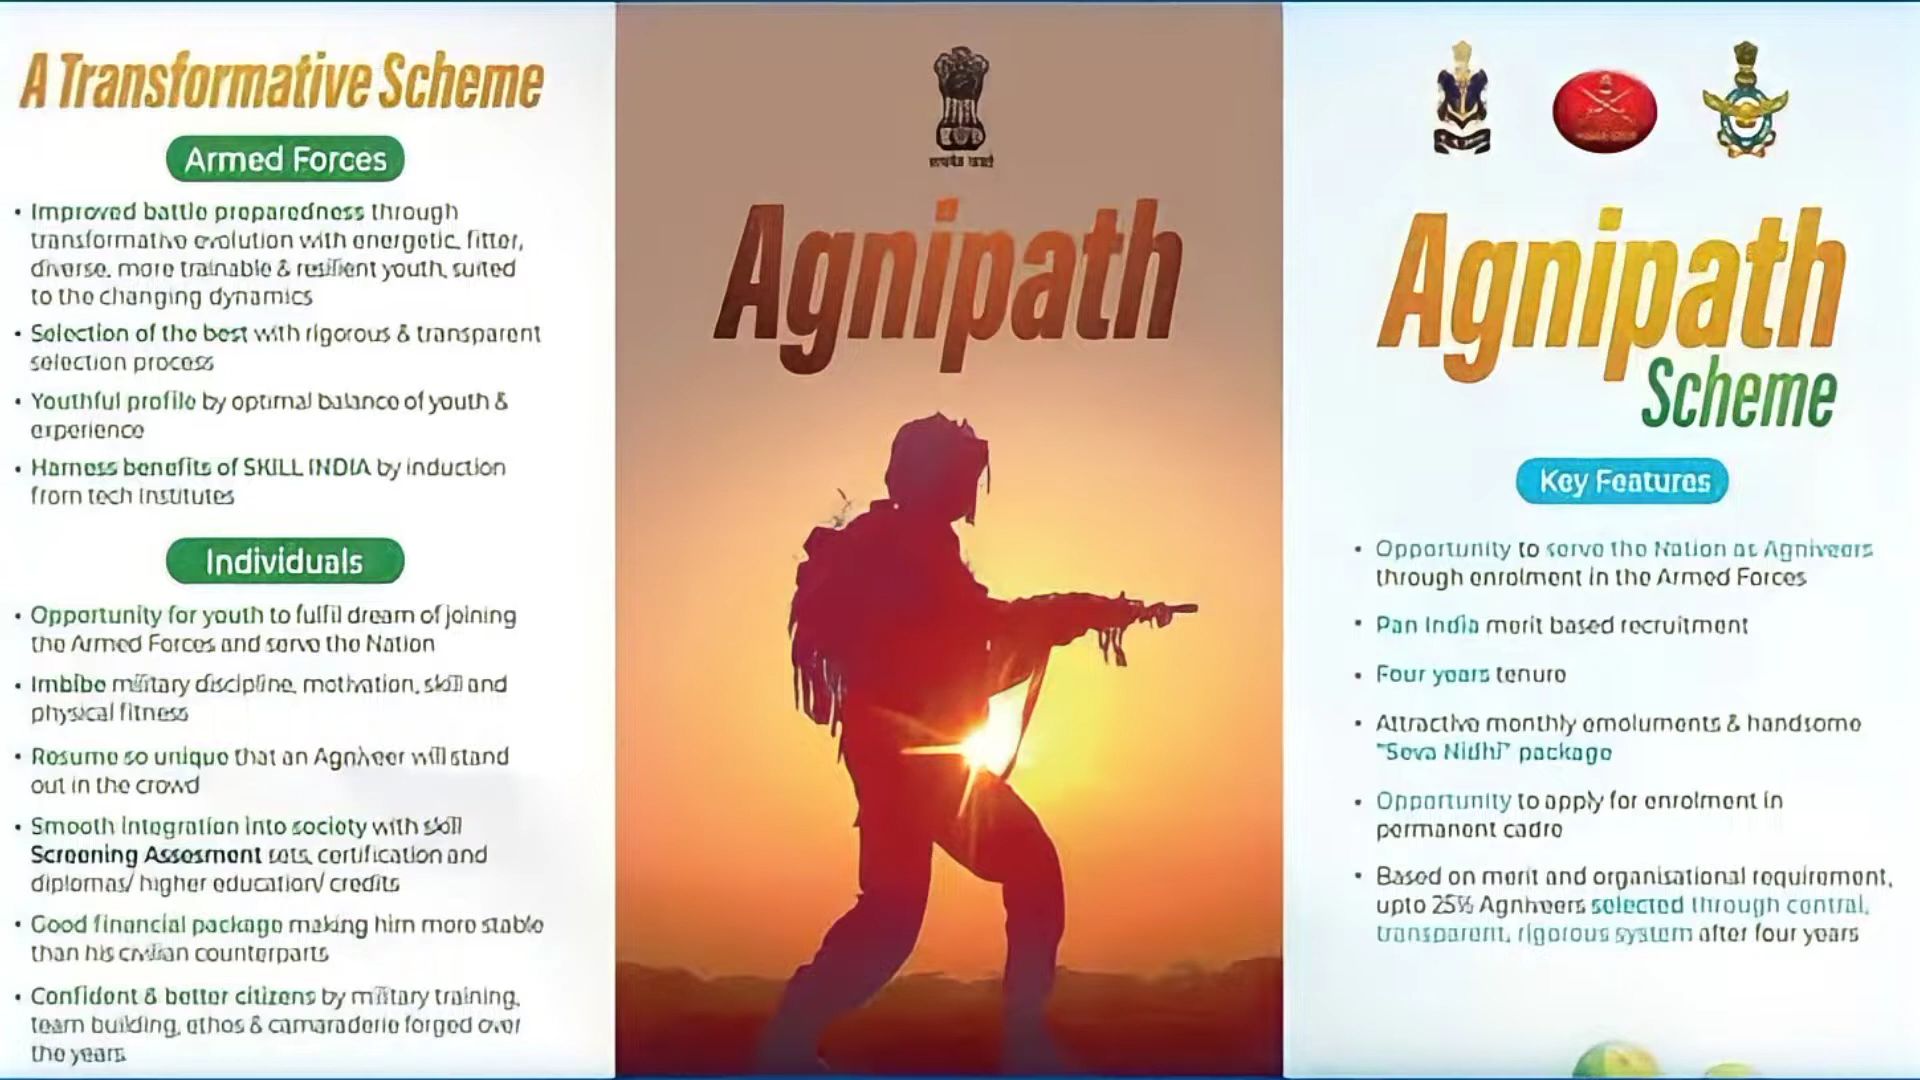 A Transformative Scheme
Armed Forces
• Improved battle preparedness through
transformative evolution with energetic, fitter,
diverse, more trainable & resilient youth, suited
to the changing dynamics
• Selection of the best with rigorous & transparent
selection process
• Youthful profile by optimal balance of youth &
experience
• Harness benefits of SKILL INDIA by induction
from tech institutes
Individuals
• Opportunity for youth to fulfil dream of joining
the Armed Forces and serve the Nation
• Imbibe military discipline, motivation, skill and
physical fitness
• Resume so unique that an Agniveer will stand
out in the crowd
• Smooth integration into society with skill
Screening Assesment sets, certification and
diplomas/ higher education/ credits
• Good financial package making him more stable
than his civilian counterparts
• Confident & better citizens by military training,
team building, ethos & camaraderie forged over
the years
सत्यमेव जयते
Agnipath
Agnipath
Scheme
Key Features
• Opportunity to serve the Nation as Agniveers
through enrolment in the Armed Forces
• Pan India merit based recruitment
• Four years tenure
• Attractive monthly emoluments & handsome
"Seva Nidhi" package
• Opportunity to apply for enrolment in
permanent cadre
• Based on merit and organisational requirement,
upto 25% Agniveers selected through central,
transparent, rigorous system after four years